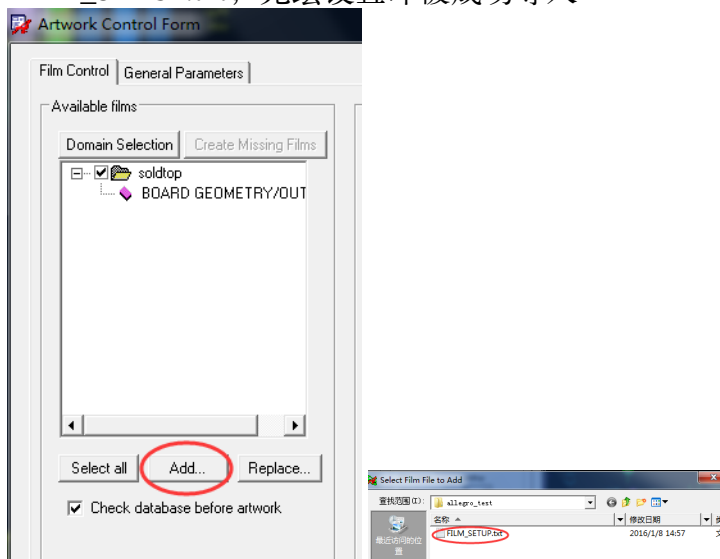 Artwork Control Form
Film Control General Parameters
Available films
Domain Selection Create Missing Films
soldtop
BOARD GEOMETRY/OUT
Select all Add... Replace...
Check database before artwork
Select Film File to Add
查找范围(I): allegro_test
名称 修改日期
FILM_SETUP.txt 2016/1/8 14:57
最近访问的位
置